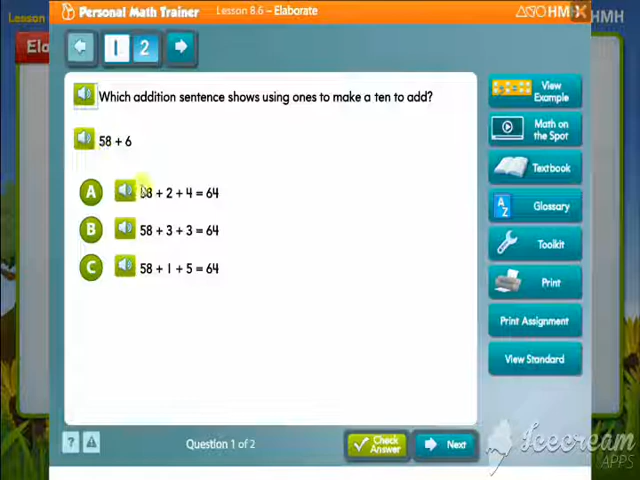 Personal Math Trainer Lesson 8.6 – Elaborate HMH
1 2
Which addition sentence shows using ones to make a ten to add?
58 + 6
A 58 + 2 + 4 = 64
B 58 + 3 + 3 = 64
C 58 + 1 + 5 = 64
View Example
Math on the Spot
Textbook
A Z Glossary
Toolkit
Print
Print Assignment
View Standard
? Question 1 of 2 Check Answer Next
Icecream
APPS